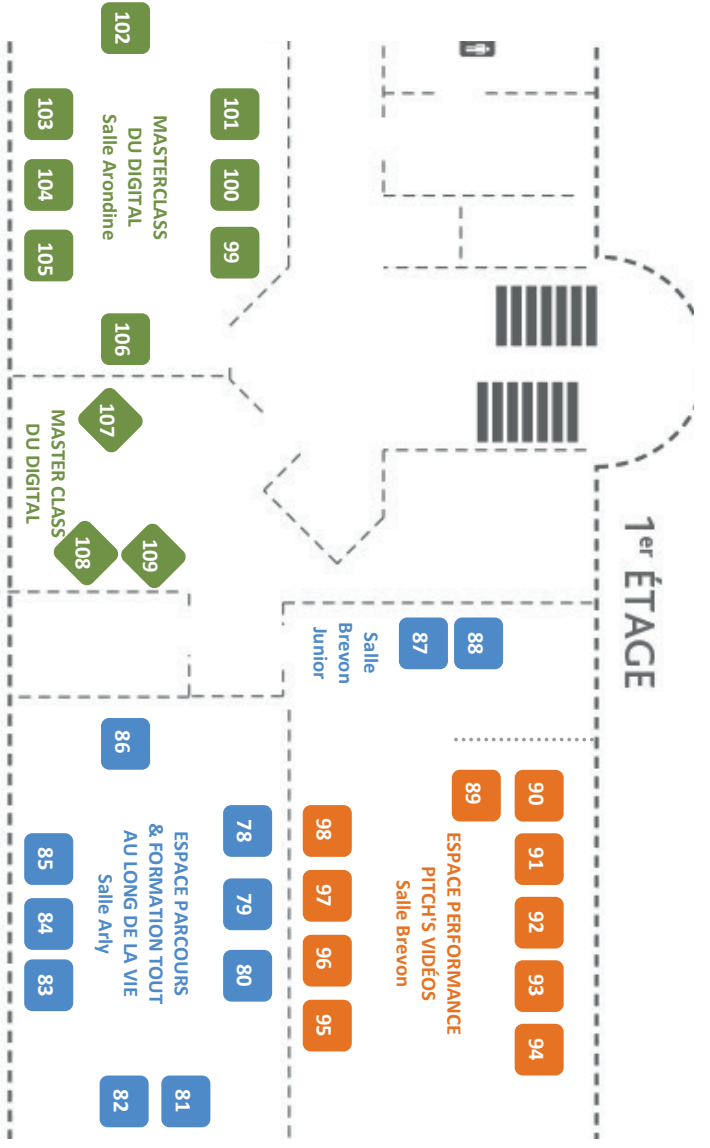 1er ÉTAGE
88
87
Salle
Brevon
Junior
90 91 92 93 94
89
ESPACE PERFORMANCE
PITCH'S VIDÉOS
Salle Brevon
98 97 96 95
101 100 99
MASTERCLASS
DU DIGITAL
Salle Arondine
102 106
103 104 105
109
107
108
MASTER CLASS
DU DIGITAL
78 79 80
ESPACE PARCOURS
& FORMATION TOUT
AU LONG DE LA VIE
Salle Arly
81
86 82
85 84 83